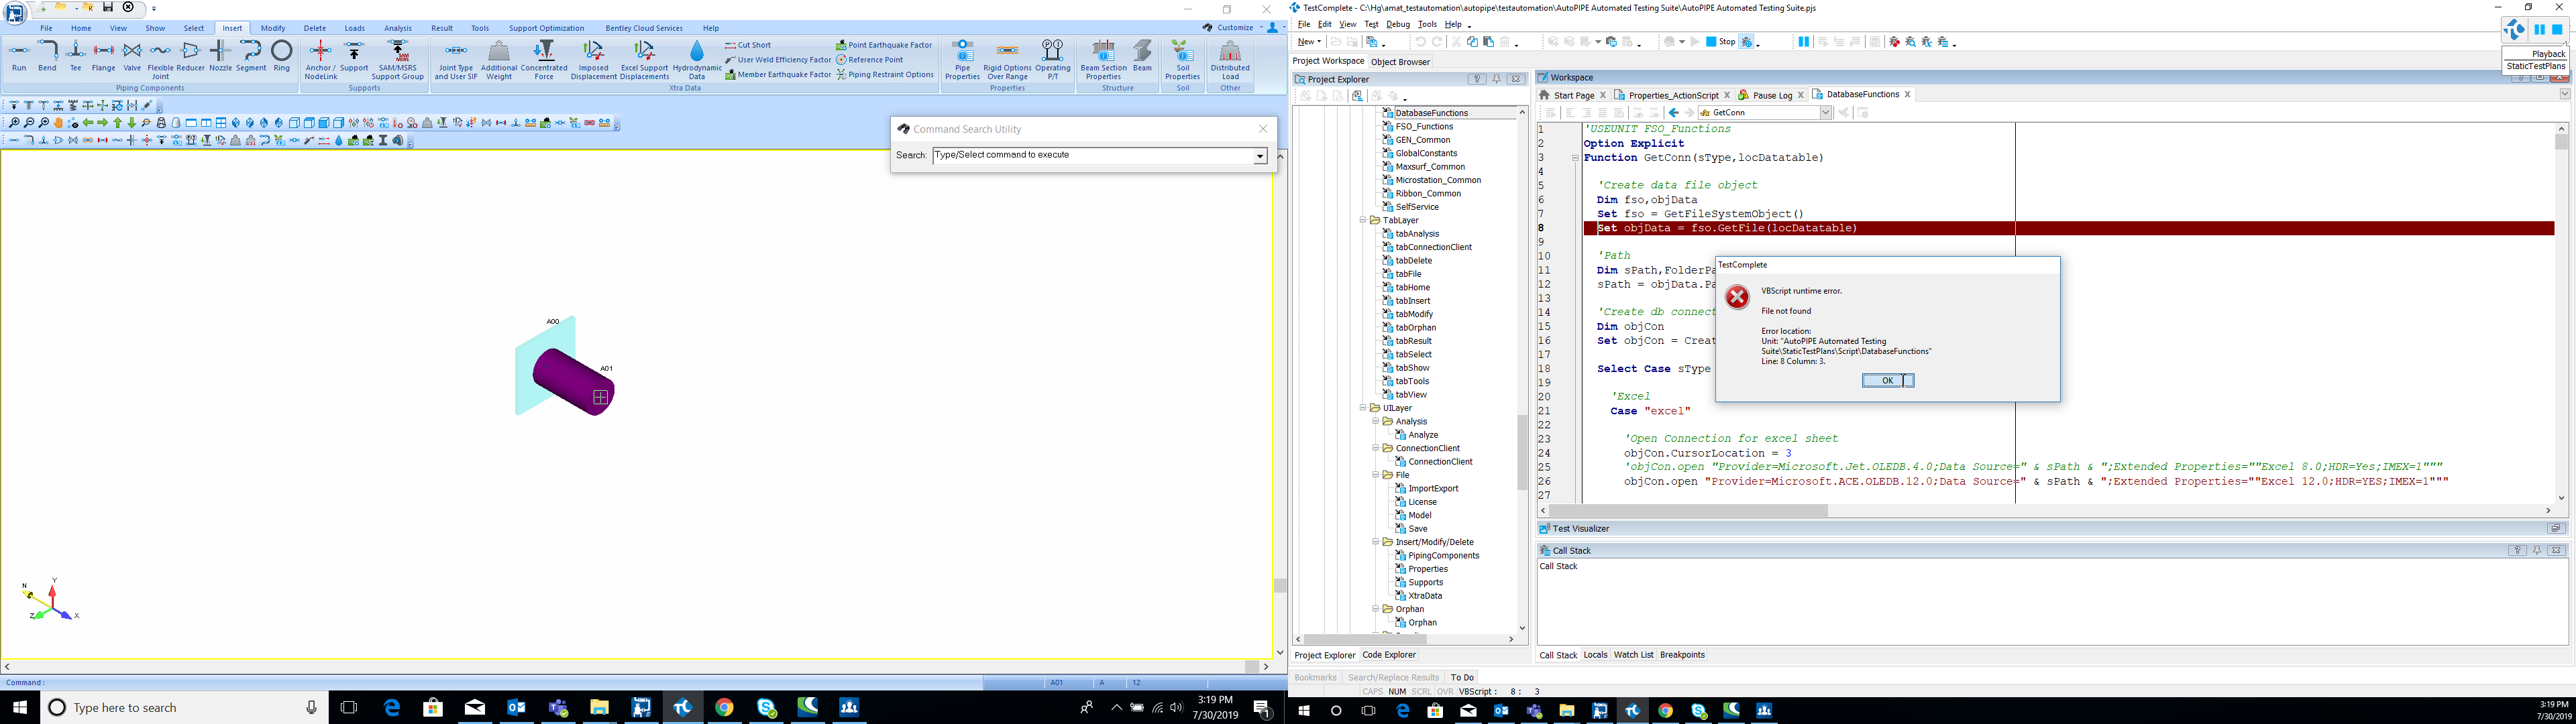 File Home View Show Select Insert Modify Delete Loads Analysis Result Tools Support Optimization Bentley Cloud Services Help Customize
Run Bend Tee Flange Valve Flexible Joint Reducer Nozzle Segment Ring
Piping Components
Anchor / NodeLink Support SAM/MSRS Support Group
Supports
Joint Type and User SIF Additional Weight Concentrated Force Imposed Displacement Excel Support Displacements Hydrodynamic Data
Cut Short
User Weld Efficiency Factor
Member Earthquake Factor
Point Earthquake Factor
Reference Point
Piping Restraint Options
Xtra Data
Pipe Properties Rigid Options Over Range Operating P/T
Properties
Beam Section Properties Beam
Structure
Soil Properties
Soil
Distributed Load
Other
Command Search Utility
Search: Type/Select command to execute
A00
A01
N
Y
Z
X
Command :
A01 A 12
Type here to search
3:19 PM
7/30/2019
1
TestComplete - C:\Hg\amat_testautomation\autopipe\testautomation\AutoPIPE Automated Testing Suite\AutoPIPE Automated Testing Suite.pjs
File Edit View Test Debug Tools Help
New Stop
Playback
StaticTestPlans
Project Workspace Object Browser
Project Explorer
DatabaseFunctions
FSO_Functions
GEN_Common
GlobalConstants
Maxsurf_Common
Microstation_Common
Ribbon_Common
SelfService
TabLayer
tabAnalysis
tabConnectionClient
tabDelete
tabFile
tabHome
tabInsert
tabModify
tabOrphan
tabResult
tabSelect
tabShow
tabTools
tabView
UILayer
Analysis
Analyze
ConnectionClient
ConnectionClient
File
ImportExport
License
Model
Save
Insert/Modify/Delete
PipingComponents
Properties
Supports
XtraData
Orphan
Orphan
Project Explorer Code Explorer
Workspace
Start Page Properties_ActionScript Pause Log DatabaseFunctions
GetConn
1 'USEUNIT FSO_Functions
2 Option Explicit
3 Function GetConn(sType,locDatatable)
4
5 'Create data file object
6 Dim fso,objData
7 Set fso = GetFileSystemObject()
8 Set objData = fso.GetFile(locDatatable)
9
10 'Path
11 Dim sPath,FolderPa
12 sPath = objData.Pa
13
14 'Create db connect
15 Dim objCon
16 Set objCon = Creat
17
18 Select Case sType
19
20 'Excel
21 Case "excel"
22
23 'Open Connection for excel sheet
24 objCon.CursorLocation = 3
25 'objCon.open "Provider=Microsoft.Jet.OLEDB.4.0;Data Source=" & sPath & ";Extended Properties=""Excel 8.0;HDR=Yes;IMEX=1"""
26 objCon.open "Provider=Microsoft.ACE.OLEDB.12.0;Data Source=" & sPath & ";Extended Properties=""Excel 12.0;HDR=YES;IMEX=1"""
27
TestComplete
VBScript runtime error.
File not found
Error location:
Unit: "AutoPIPE Automated Testing
Suite\StaticTestPlans\Script\DatabaseFunctions"
Line: 8 Column: 3.
OK
Test Visualizer
Call Stack
Call Stack
Call Stack Locals Watch List Breakpoints
Bookmarks Search/Replace Results To Do
CAPS NUM SCRL OVR VBScript : 8 : 3
3:19 PM
7/30/2019